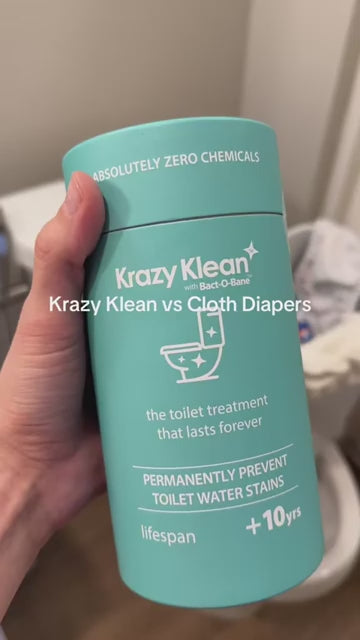 ABSOLUTELY ZERO CHEMICALS
Krazy Klean
with Bact-O-Bane™
Krazy Klean vs Cloth Diapers
the toilet treatment
that lasts forever
PERMANENTLY PREVENT
TOILET WATER STAINS
lifespan +10yrs